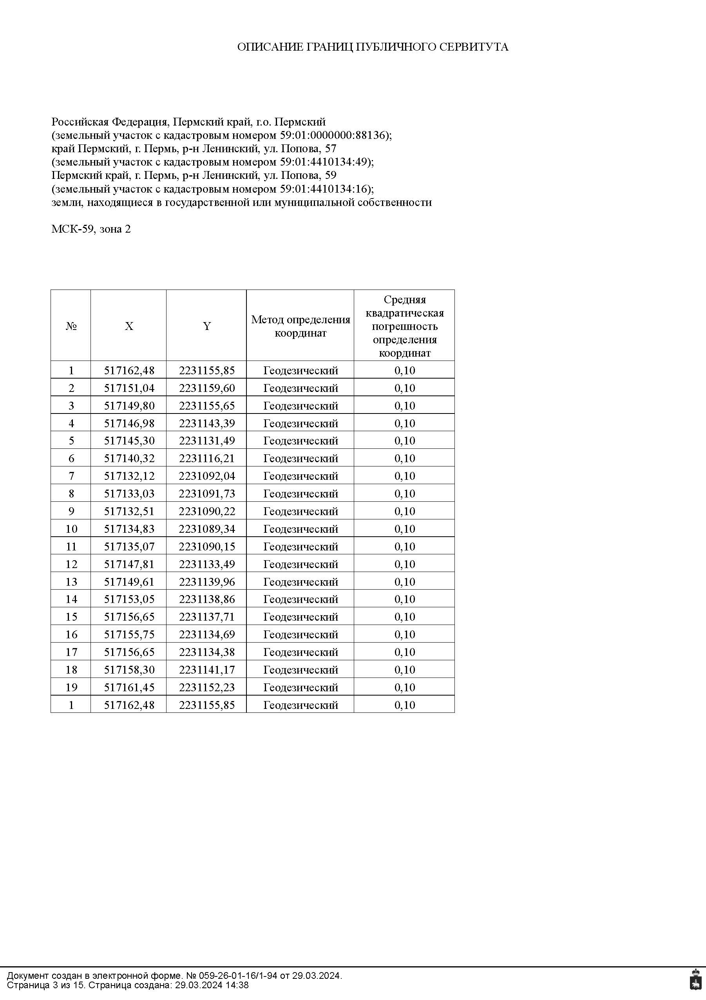 ОПИСАНИЕ ГРАНИЦ ПУБЛИЧНОГО СЕРВИТУТА
Российская Федерация, Пермский край, г.о. Пермский
(земельный участок с кадастровым номером 59:01:0000000:88136);
край Пермский, г. Пермь, р-н Ленинский, ул. Попова, 57
(земельный участок с кадастровым номером 59:01:4410134:49);
Пермский край, г. Пермь, р-н Ленинский, ул. Попова, 59
(земельный участок с кадастровым номером 59:01:4410134:16);
земли, находящиеся в государственной или муниципальной собственности
МСК-59, зона 2
№ X Y Метод определения координат Средняя квадратическая погрешность определения координат
1 517162,48 2231155,85 Геодезический 0,10
2 517151,04 2231159,60 Геодезический 0,10
3 517149,80 2231155,65 Геодезический 0,10
4 517146,98 2231143,39 Геодезический 0,10
5 517145,30 2231131,49 Геодезический 0,10
6 517140,32 2231116,21 Геодезический 0,10
7 517132,12 2231092,04 Геодезический 0,10
8 517133,03 2231091,73 Геодезический 0,10
9 517132,51 2231090,22 Геодезический 0,10
10 517134,83 2231089,34 Геодезический 0,10
11 517135,07 2231090,15 Геодезический 0,10
12 517147,81 2231133,49 Геодезический 0,10
13 517149,61 2231139,96 Геодезический 0,10
14 517153,05 2231138,86 Геодезический 0,10
15 517156,65 2231137,71 Геодезический 0,10
16 517155,75 2231134,69 Геодезический 0,10
17 517156,65 2231134,38 Геодезический 0,10
18 517158,30 2231141,17 Геодезический 0,10
19 517161,45 2231152,23 Геодезический 0,10
1 517162,48 2231155,85 Геодезический 0,10
Документ создан в электронной форме. № 059-26-01-16/1-94 от 29.03.2024.
Страница 3 из 15. Страница создана: 29.03.2024 14:38